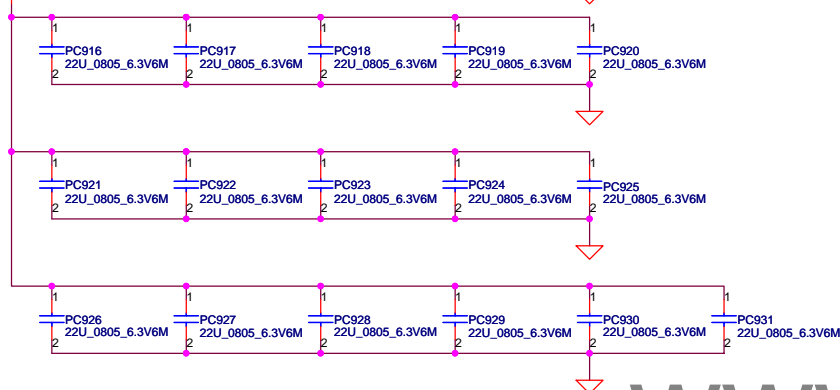 1 1 1 1 1
PC916 PC917 PC918 PC919 PC920
22U_0805_6.3V6M 22U_0805_6.3V6M 22U_0805_6.3V6M 22U_0805_6.3V6M 22U_0805_6.3V6M
2 2 2 2 2
1 1 1 1 1
PC921 PC922 PC923 PC924 PC925
22U_0805_6.3V6M 22U_0805_6.3V6M 22U_0805_6.3V6M 22U_0805_6.3V6M 22U_0805_6.3V6M
2 2 2 2 2
1 1 1 1 1 1
PC926 PC927 PC928 PC929 PC930 PC931
22U_0805_6.3V6M 22U_0805_6.3V6M 22U_0805_6.3V6M 22U_0805_6.3V6M 22U_0805_6.3V6M 22U_0805_6.3V6M
2 2 2 2 2 2